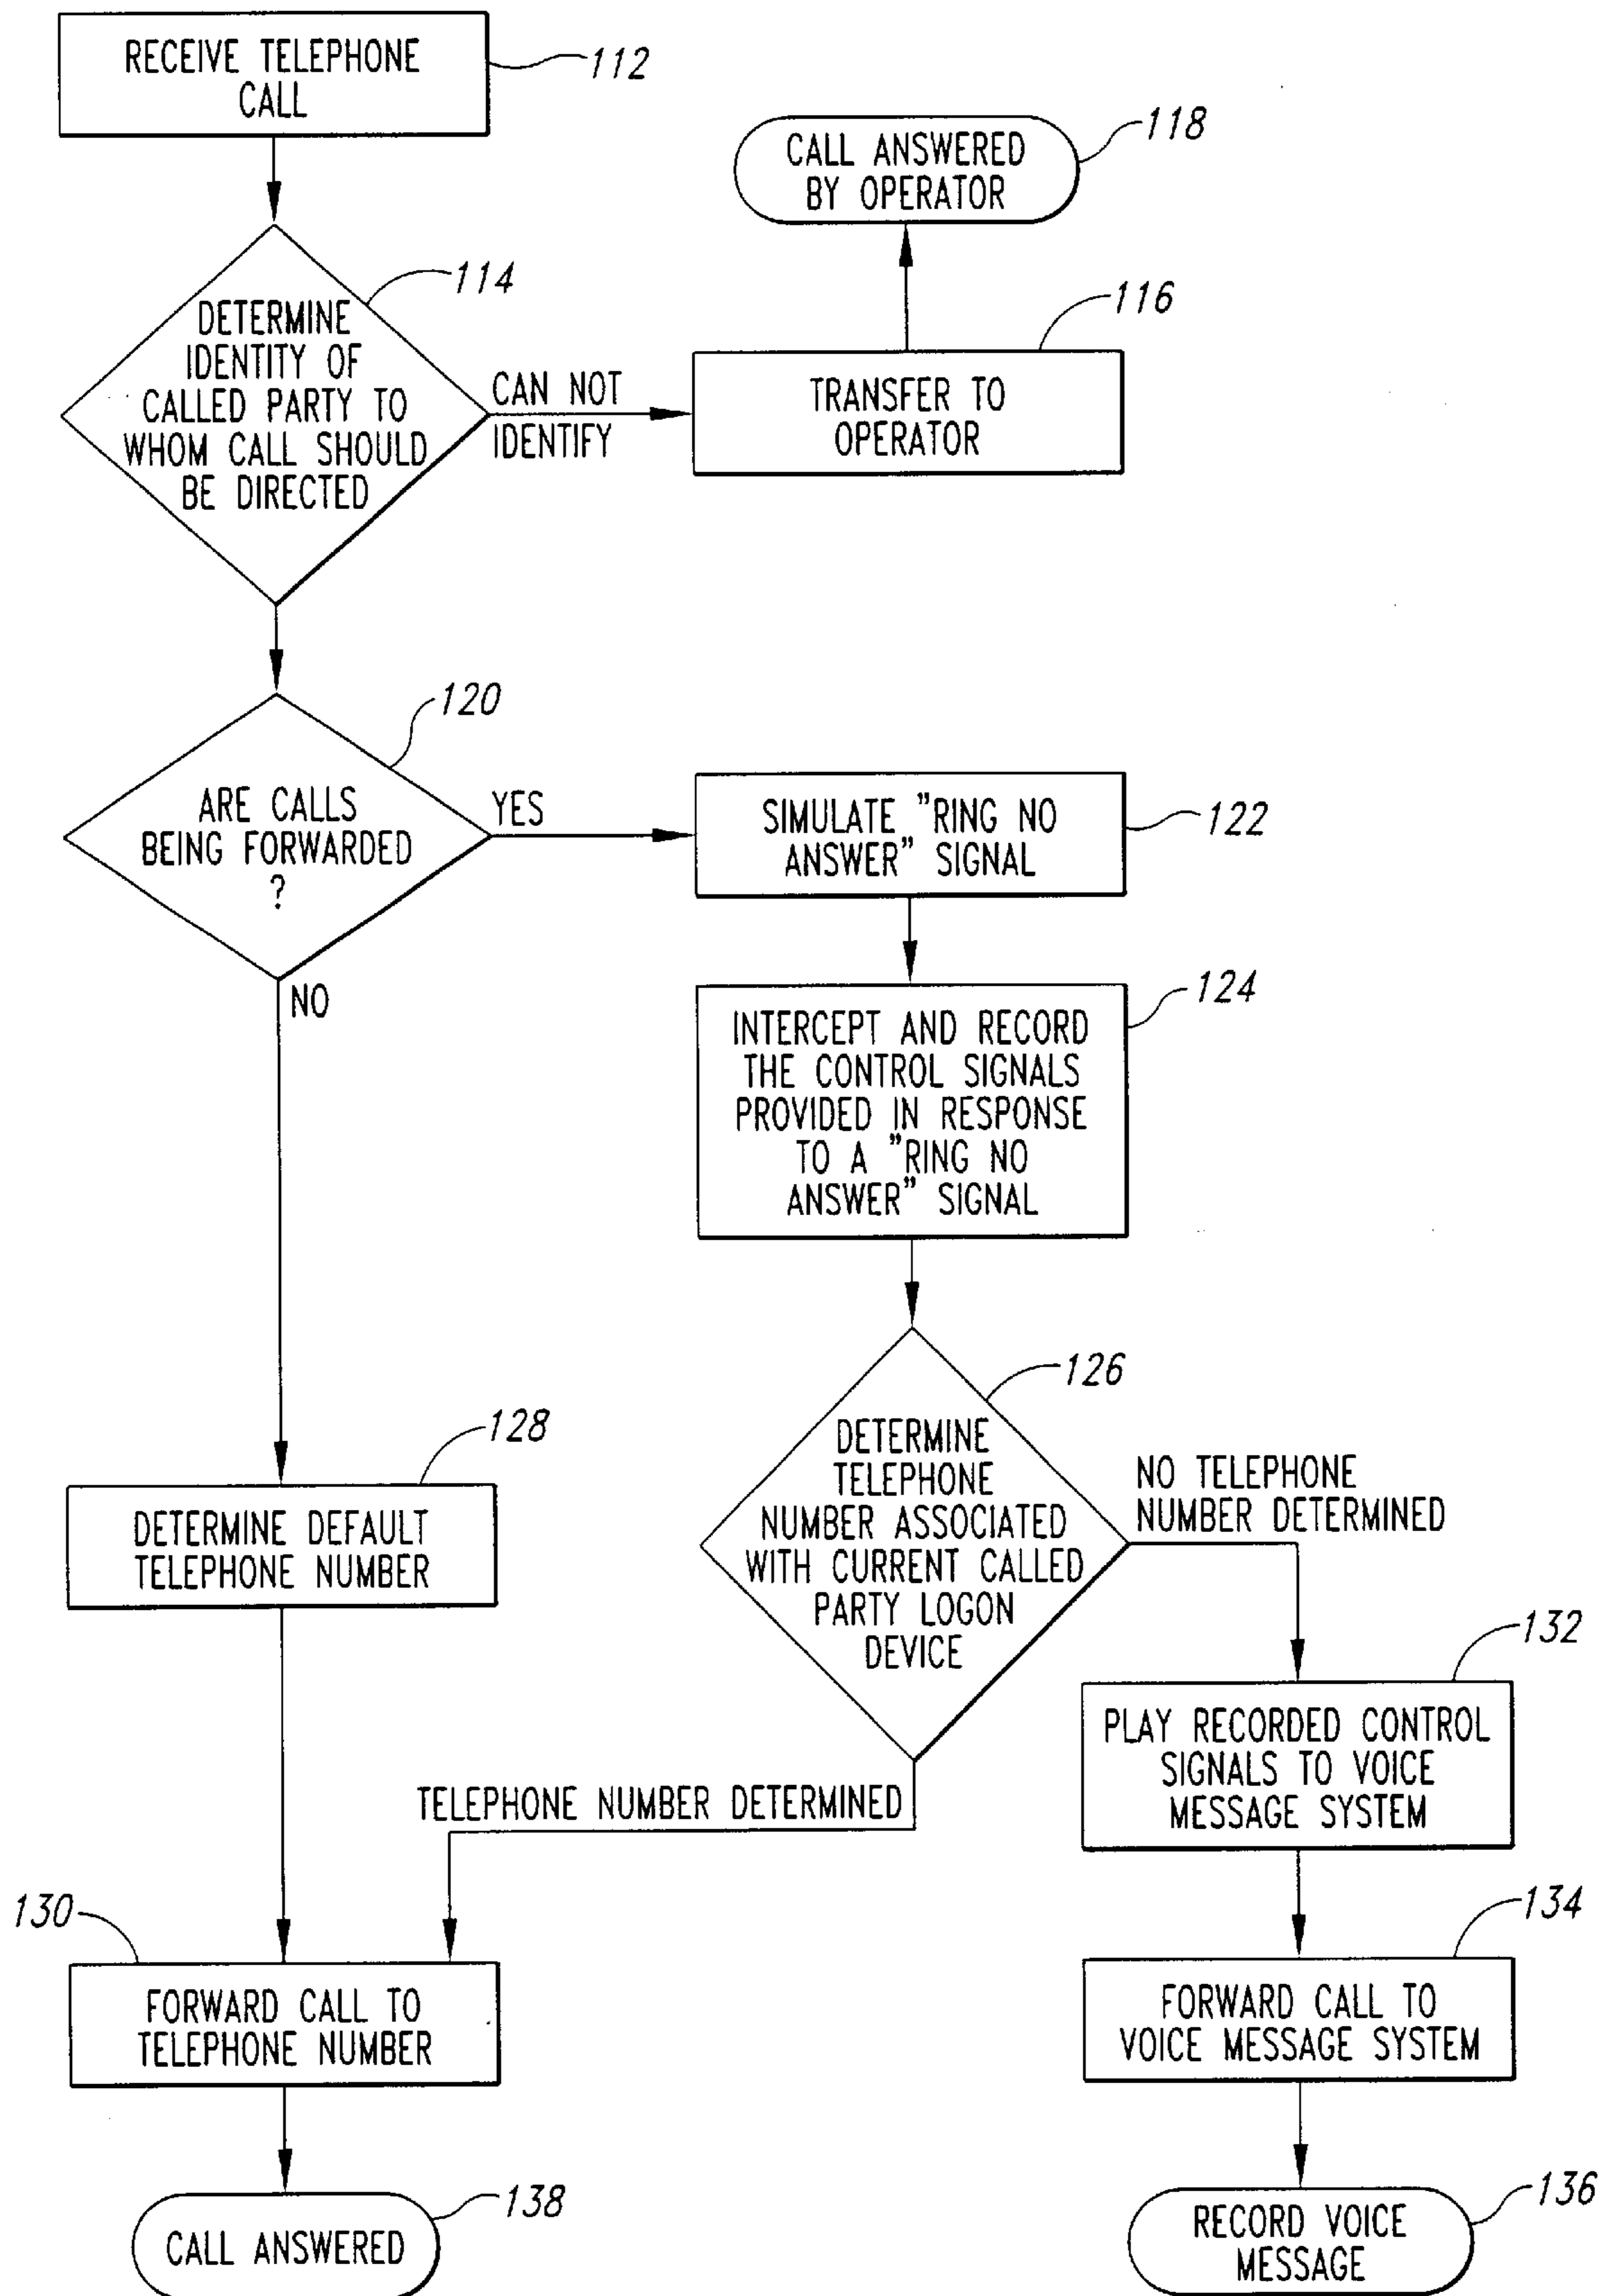 RECEIVE TELEPHONE
CALL
112
CALL ANSWERED
BY OPERATOR
118
DETERMINE
IDENTITY OF
CALLED PARTY TO
WHOM CALL SHOULD
BE DIRECTED
114
CAN NOT
IDENTIFY
TRANSFER TO
OPERATOR
116
ARE CALLS
BEING FORWARDED
?
120
YES
NO
SIMULATE "RING NO
ANSWER" SIGNAL
122
INTERCEPT AND RECORD
THE CONTROL SIGNALS
PROVIDED IN RESPONSE
TO A "RING NO
ANSWER" SIGNAL
124
DETERMINE
TELEPHONE
NUMBER ASSOCIATED
WITH CURRENT CALLED
PARTY LOGON
DEVICE
126
NO TELEPHONE
NUMBER DETERMINED
DETERMINE DEFAULT
TELEPHONE NUMBER
128
TELEPHONE NUMBER DETERMINED
PLAY RECORDED CONTROL
SIGNALS TO VOICE
MESSAGE SYSTEM
132
130
FORWARD CALL TO
TELEPHONE NUMBER
FORWARD CALL TO
VOICE MESSAGE SYSTEM
134
CALL ANSWERED
138
RECORD VOICE
MESSAGE
136